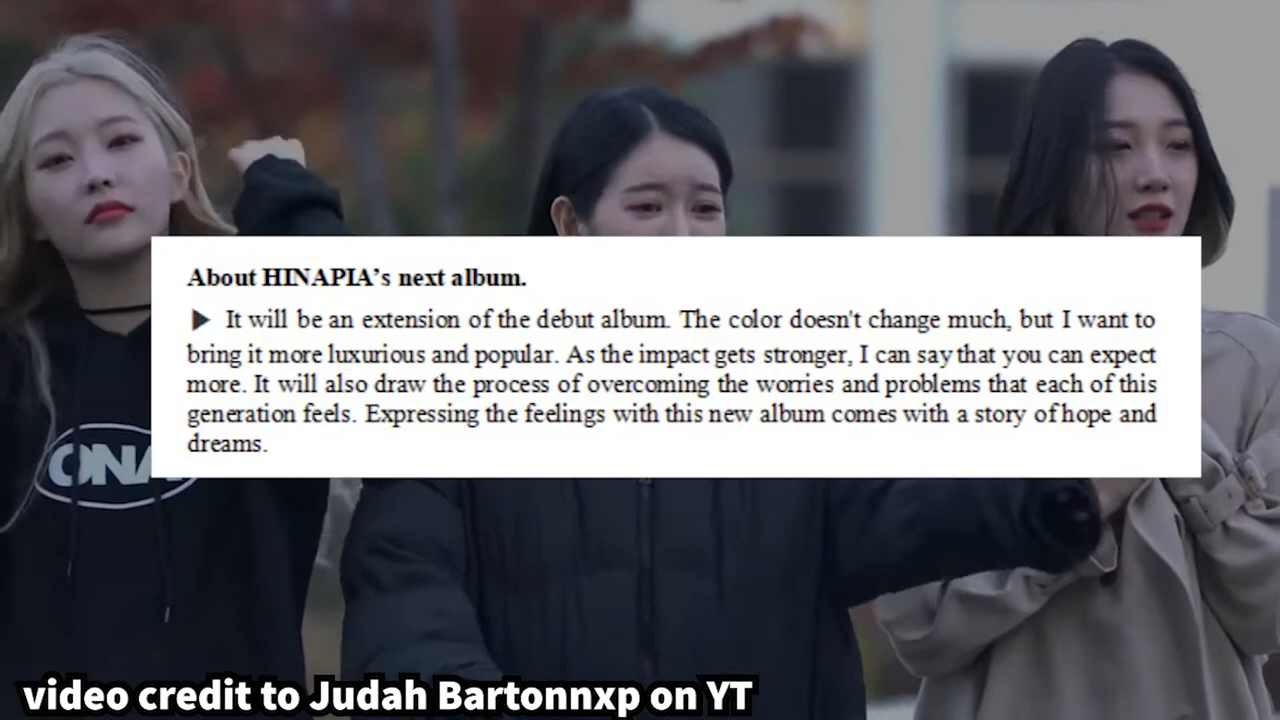 About HINAPIA’s next album.
▶ It will be an extension of the debut album. The color doesn't change much, but I want to
bring it more luxurious and popular. As the impact gets stronger, I can say that you can expect
more. It will also draw the process of overcoming the worries and problems that each of this
generation feels. Expressing the feelings with this new album comes with a story of hope and
dreams.
video credit to Judah Bartonnxp on YT